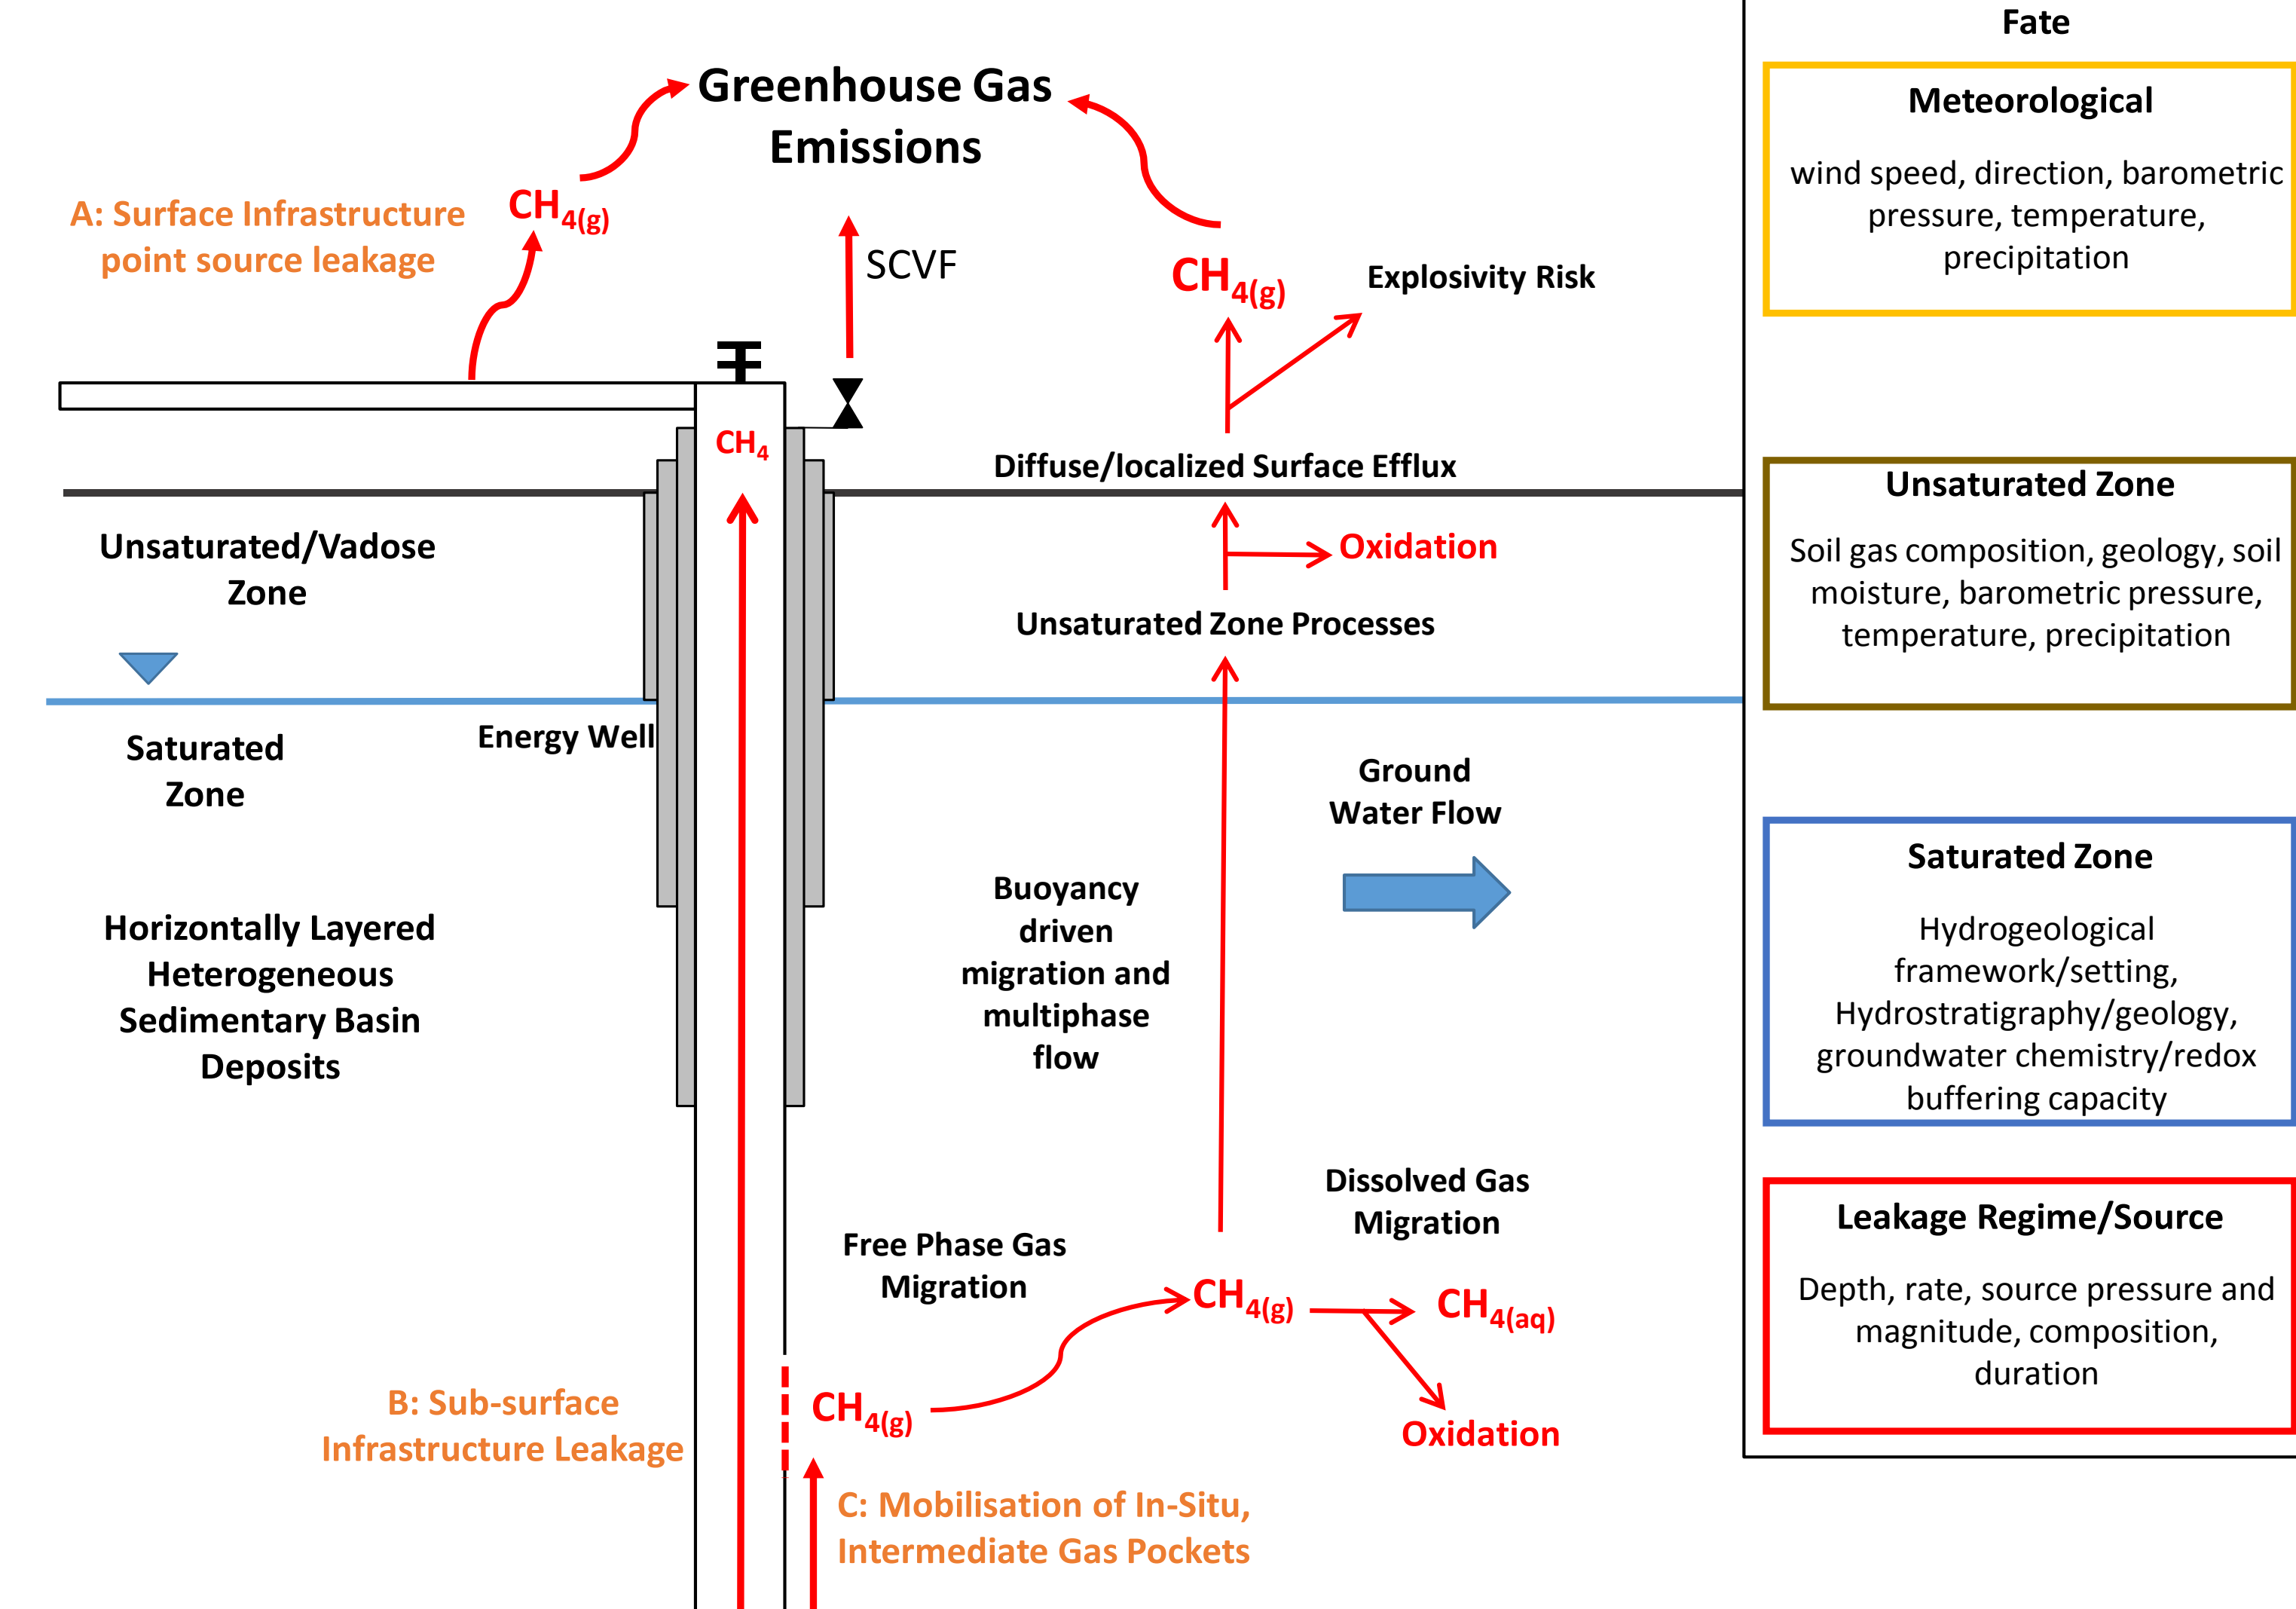 Greenhouse Gas
Emissions
A: Surface Infrastructure
point source leakage
CH4(g)
SCVF
CH4(g)
Explosivity Risk
CH4
Diffuse/localized Surface Efflux
Unsaturated/Vadose
Zone
Oxidation
Unsaturated Zone Processes
Saturated
Zone
Energy Well
Ground
Water Flow
Horizontally Layered
Heterogeneous
Sedimentary Basin
Deposits
Buoyancy
driven
migration and
multiphase
flow
Dissolved Gas
Migration
Free Phase Gas
Migration
CH4(g)
CH4(aq)
Oxidation
B: Sub-surface
Infrastructure Leakage
CH4(g)
C: Mobilisation of In-Situ,
Intermediate Gas Pockets
Fate
Meteorological
wind speed, direction, barometric
pressure, temperature,
precipitation
Unsaturated Zone
Soil gas composition, geology, soil
moisture, barometric pressure,
temperature, precipitation
Saturated Zone
Hydrogeological
framework/setting,
Hydrostratigraphy/geology,
groundwater chemistry/redox
buffering capacity
Leakage Regime/Source
Depth, rate, source pressure and
magnitude, composition,
duration